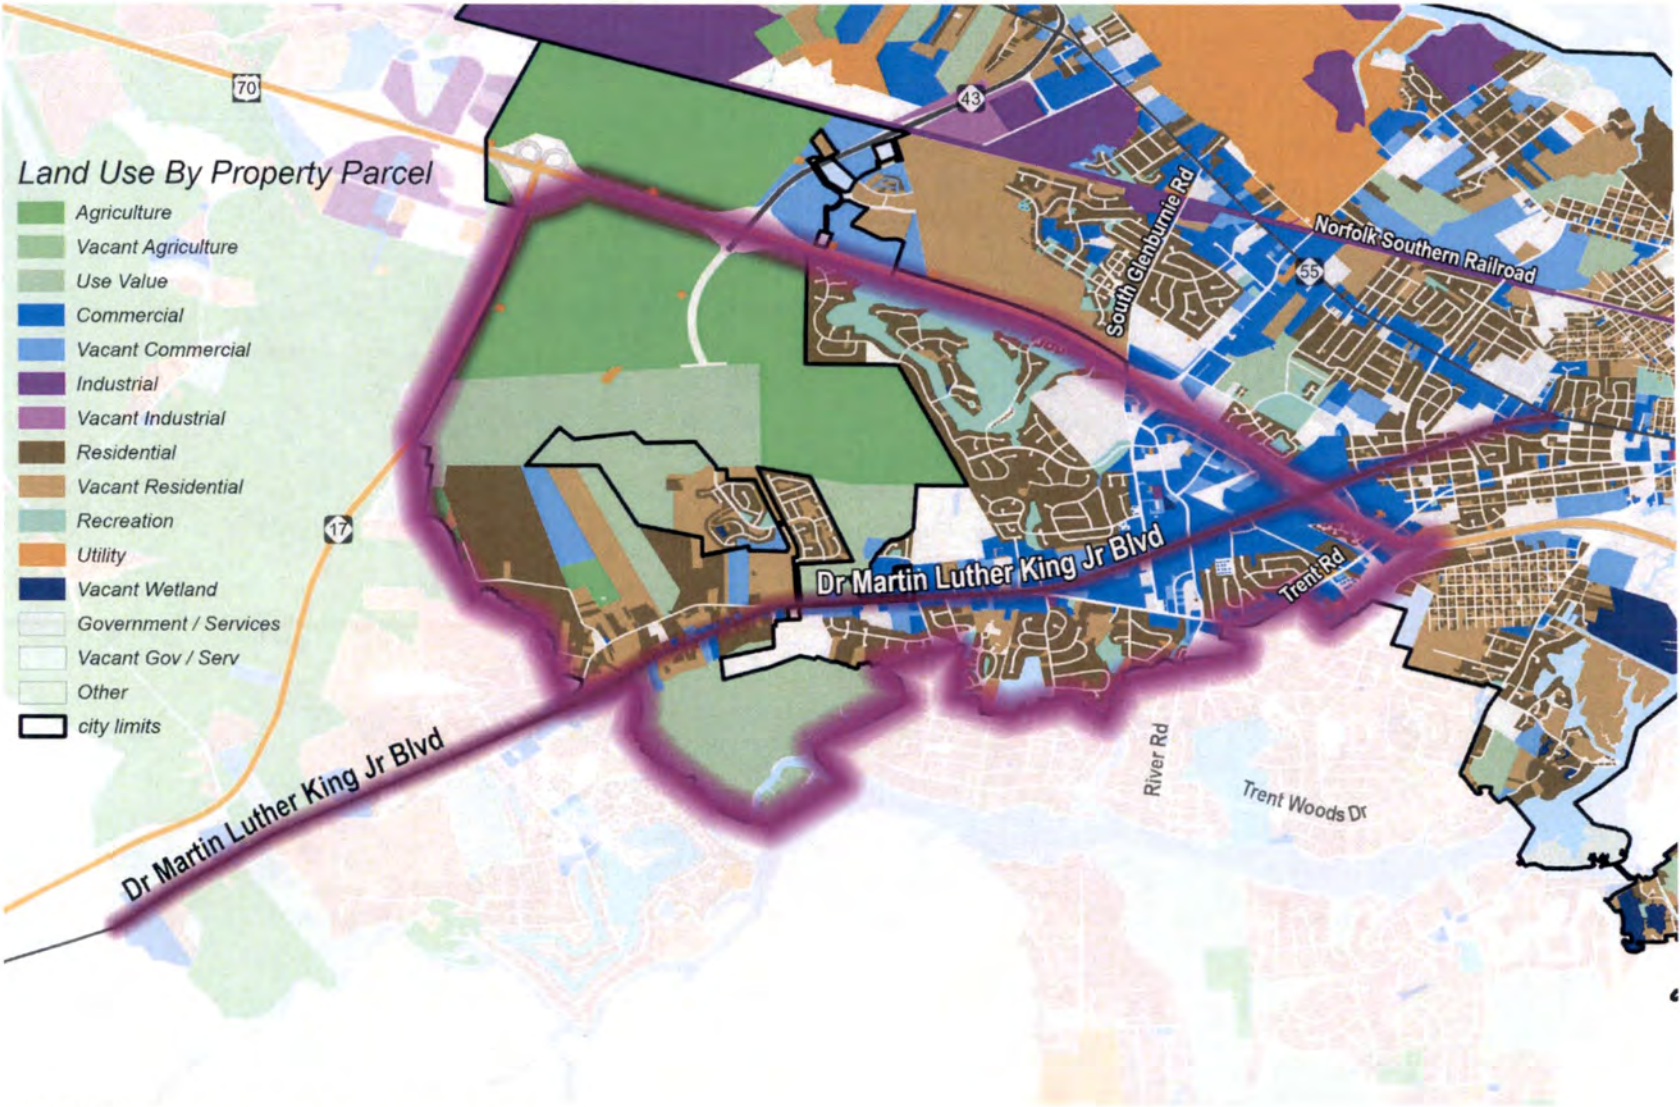 70
43
Land Use By Property Parcel
Agriculture
Vacant Agriculture
Use Value
Commercial
Vacant Commercial
Industrial
Vacant Industrial
Residential
Vacant Residential
Recreation
Utility
Vacant Wetland
Government / Services
Vacant Gov / Serv
Other
city limits
South Glenburnie Rd
Norfolk Southern Railroad
55
17
Dr Martin Luther King Jr Blvd
Trent Rd
Dr Martin Luther King Jr Blvd
River Rd
Trent Woods Dr